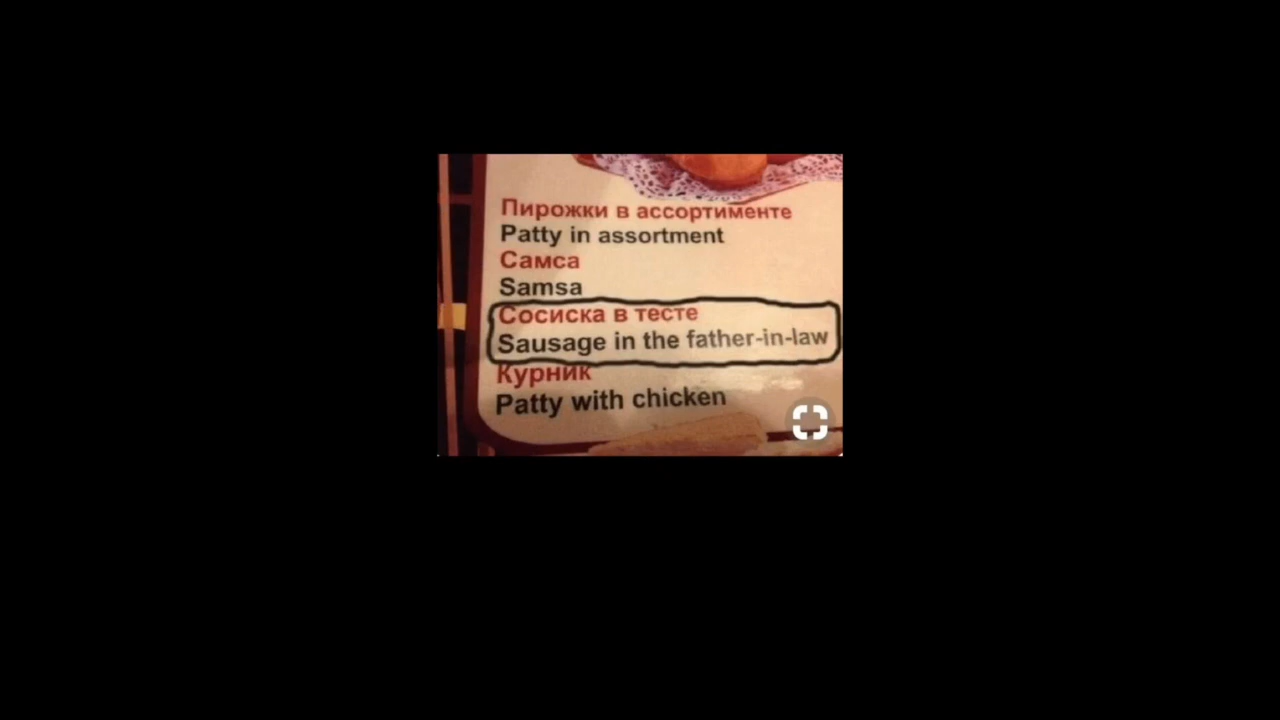 Пирожки в ассортименте
Patty in assortment
Самса
Samsa
Сосиска в тесте
Sausage in the father-in-law
Курник
Patty with chicken